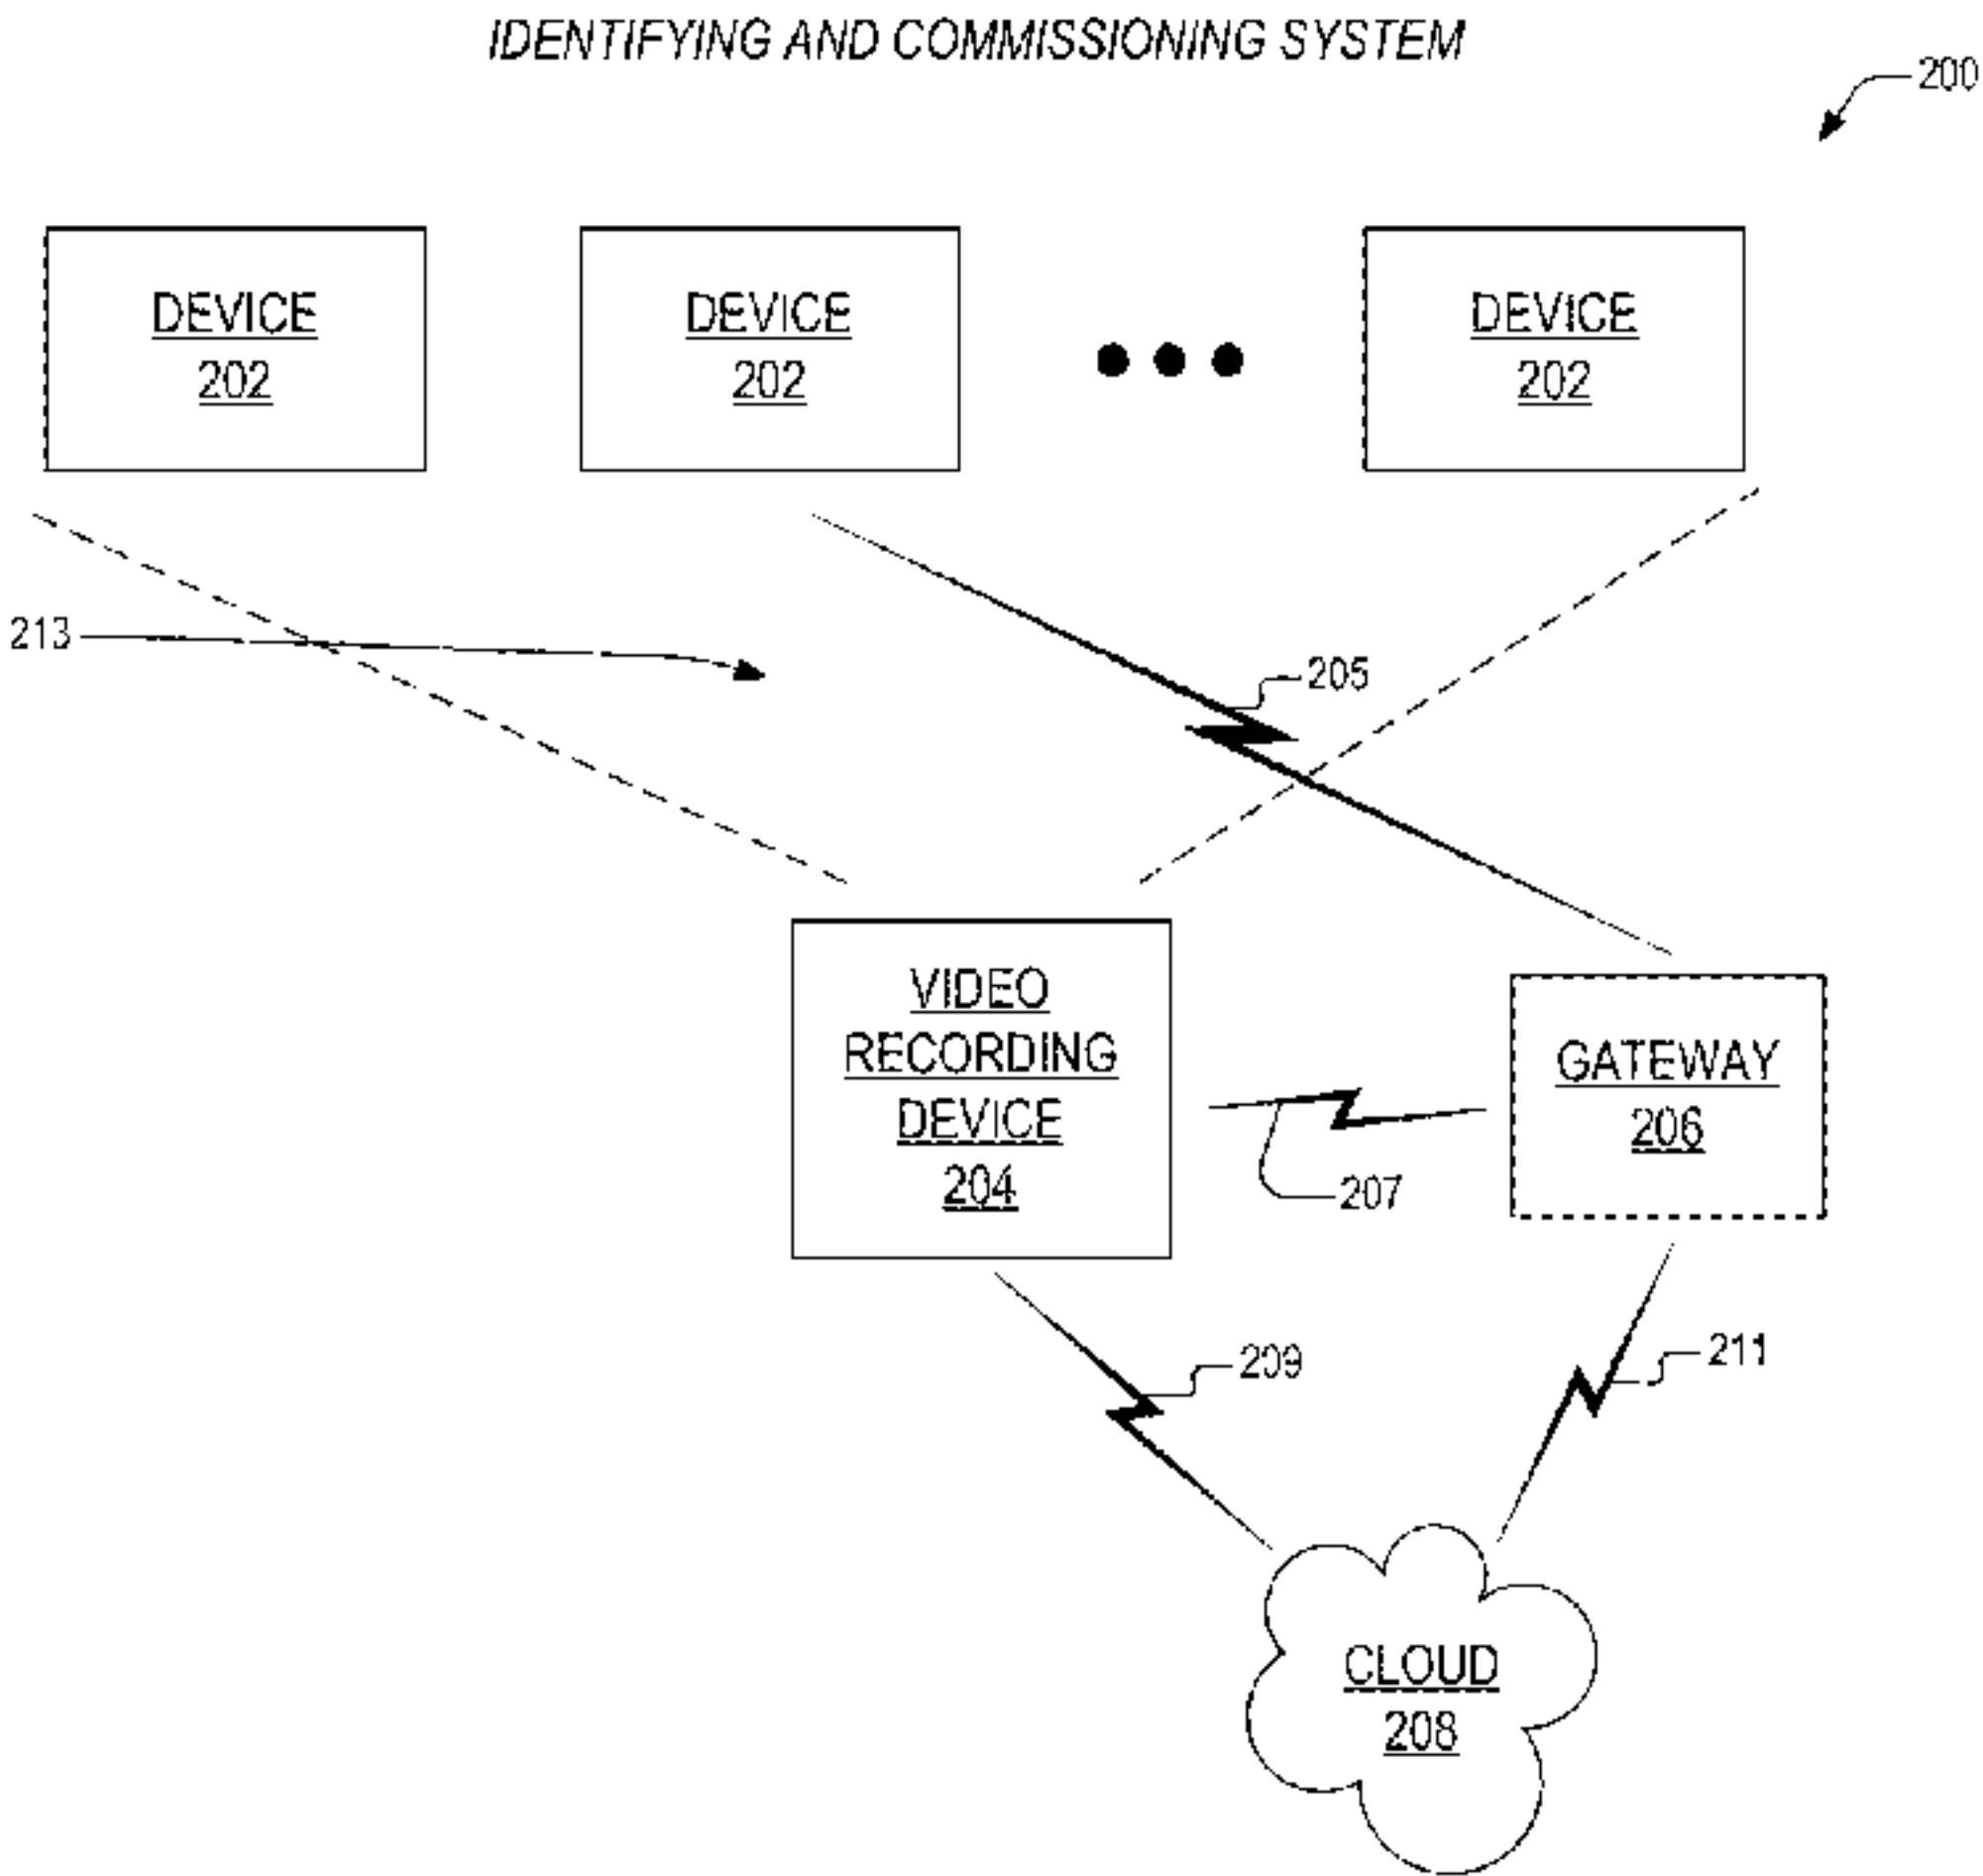 IDENTIFYING AND COMMISSIONING SYSTEM
200
DEVICE
202
DEVICE
202
DEVICE
202
213
205
VIDEO
RECORDING
DEVICE
204
GATEWAY
206
207
209
211
CLOUD
208